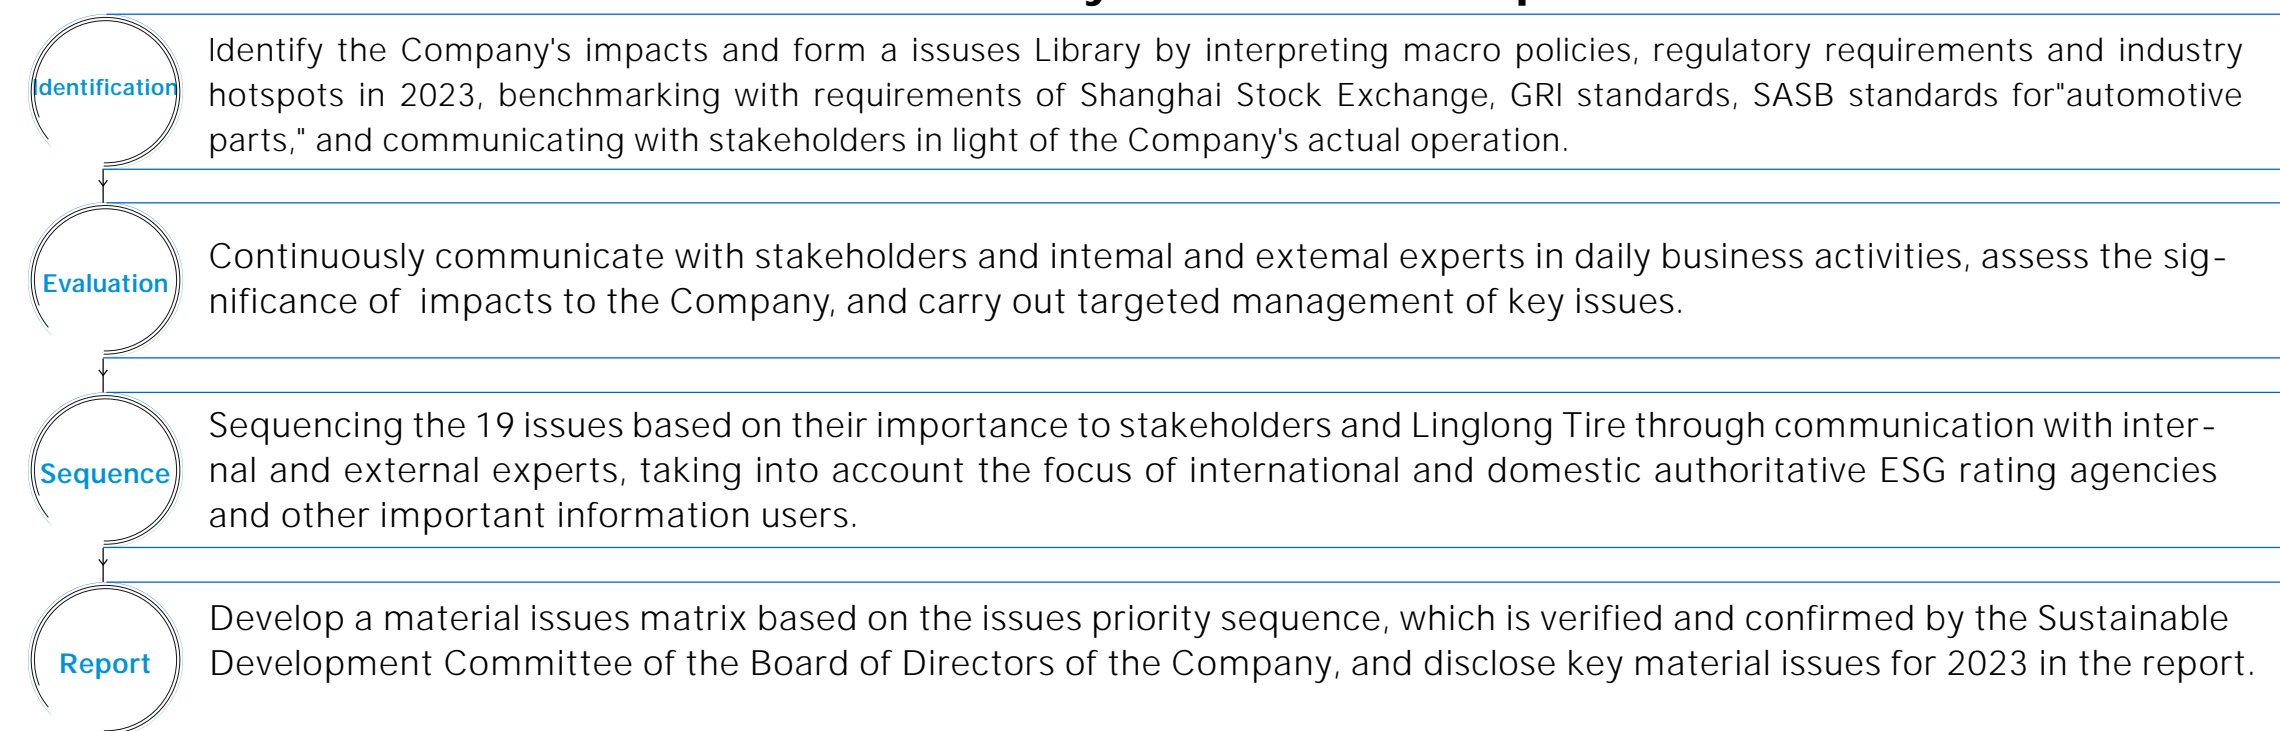 Identification
Identify the Company's impacts and form a issuses Library by interpreting macro policies, regulatory requirements and industry
hotspots in 2023, benchmarking with requirements of Shanghai Stock Exchange, GRI standards, SASB standards for"automotive
parts," and communicating with stakeholders in light of the Company's actual operation.
Evaluation
Continuously communicate with stakeholders and intemal and extemal experts in daily business activities, assess the sig-
nificance of impacts to the Company, and carry out targeted management of key issues.
Sequence
Sequencing the 19 issues based on their importance to stakeholders and Linglong Tire through communication with inter-
nal and external experts, taking into account the focus of international and domestic authoritative ESG rating agencies
and other important information users.
Report
Develop a material issues matrix based on the issues priority sequence, which is verified and confirmed by the Sustainable
Development Committee of the Board of Directors of the Company, and disclose key material issues for 2023 in the report.